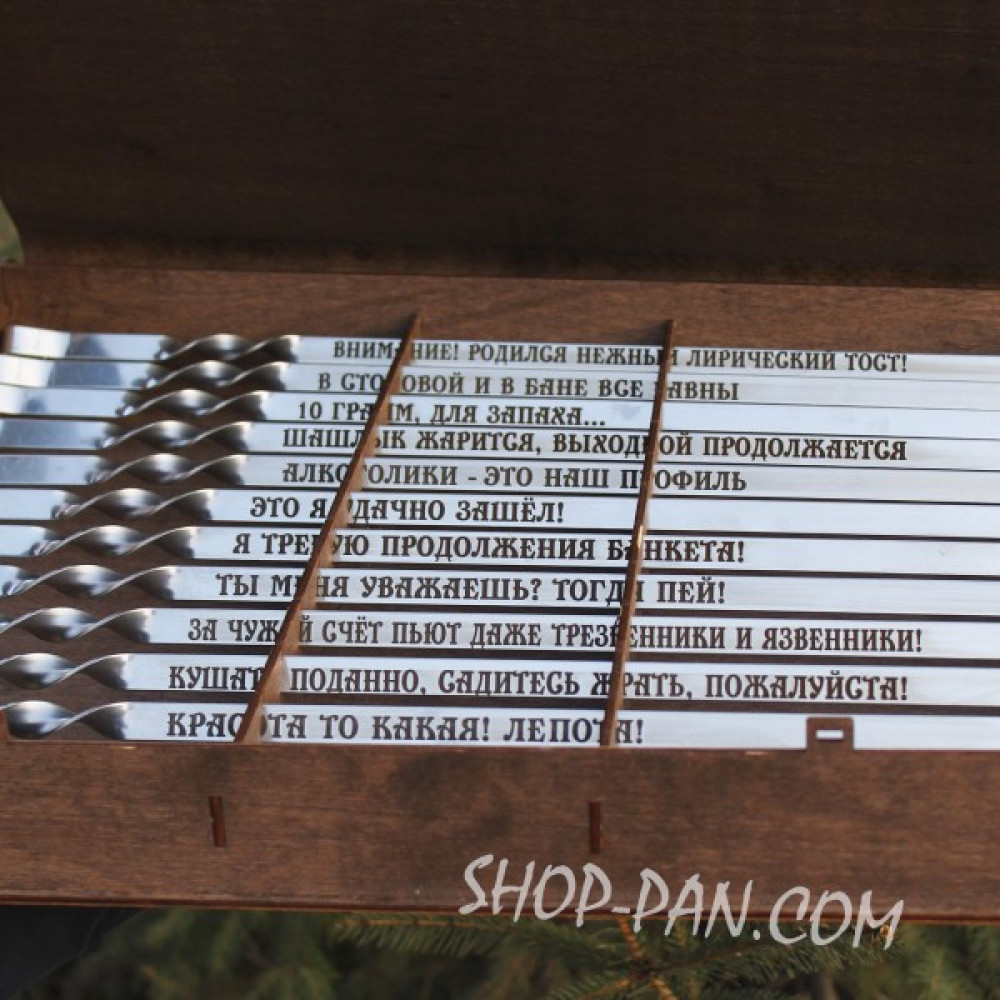 ВНИМАНИЕ! РОДИЛСЯ НЕЖНЫЙ ЛИРИЧЕСКИЙ ТОСТ!
В СТОЛОВОЙ И В БАНЕ ВСЕ РАВНЫ
10 ГРАММ, ДЛЯ ЗАПАХА...
ШАШЛЫК ЖАРИТСЯ, ВЫХОДНОЙ ПРОДОЛЖАЕТСЯ
АЛКОГОЛИКИ - ЭТО НАШ ПРОФИЛЬ
ЭТО Я УДАЧНО ЗАШЁЛ!
Я ТРЕБУЮ ПРОДОЛЖЕНИЯ БАНКЕТА!
ТЫ МЕНЯ УВАЖАЕШЬ? ТОГДА ПЕЙ!
ЗА ЧУЖОЙ СЧЁТ ПЬЮТ ДАЖЕ ТРЕЗВЕННИКИ И ЯЗВЕННИКИ!
КУШАТЬ ПОДАННО, САДИТЕСЬ ЖРАТЬ, ПОЖАЛУЙСТА!
КРАСОТА ТО КАКАЯ! ЛЕПОТА!
SHOP-PAN.COM